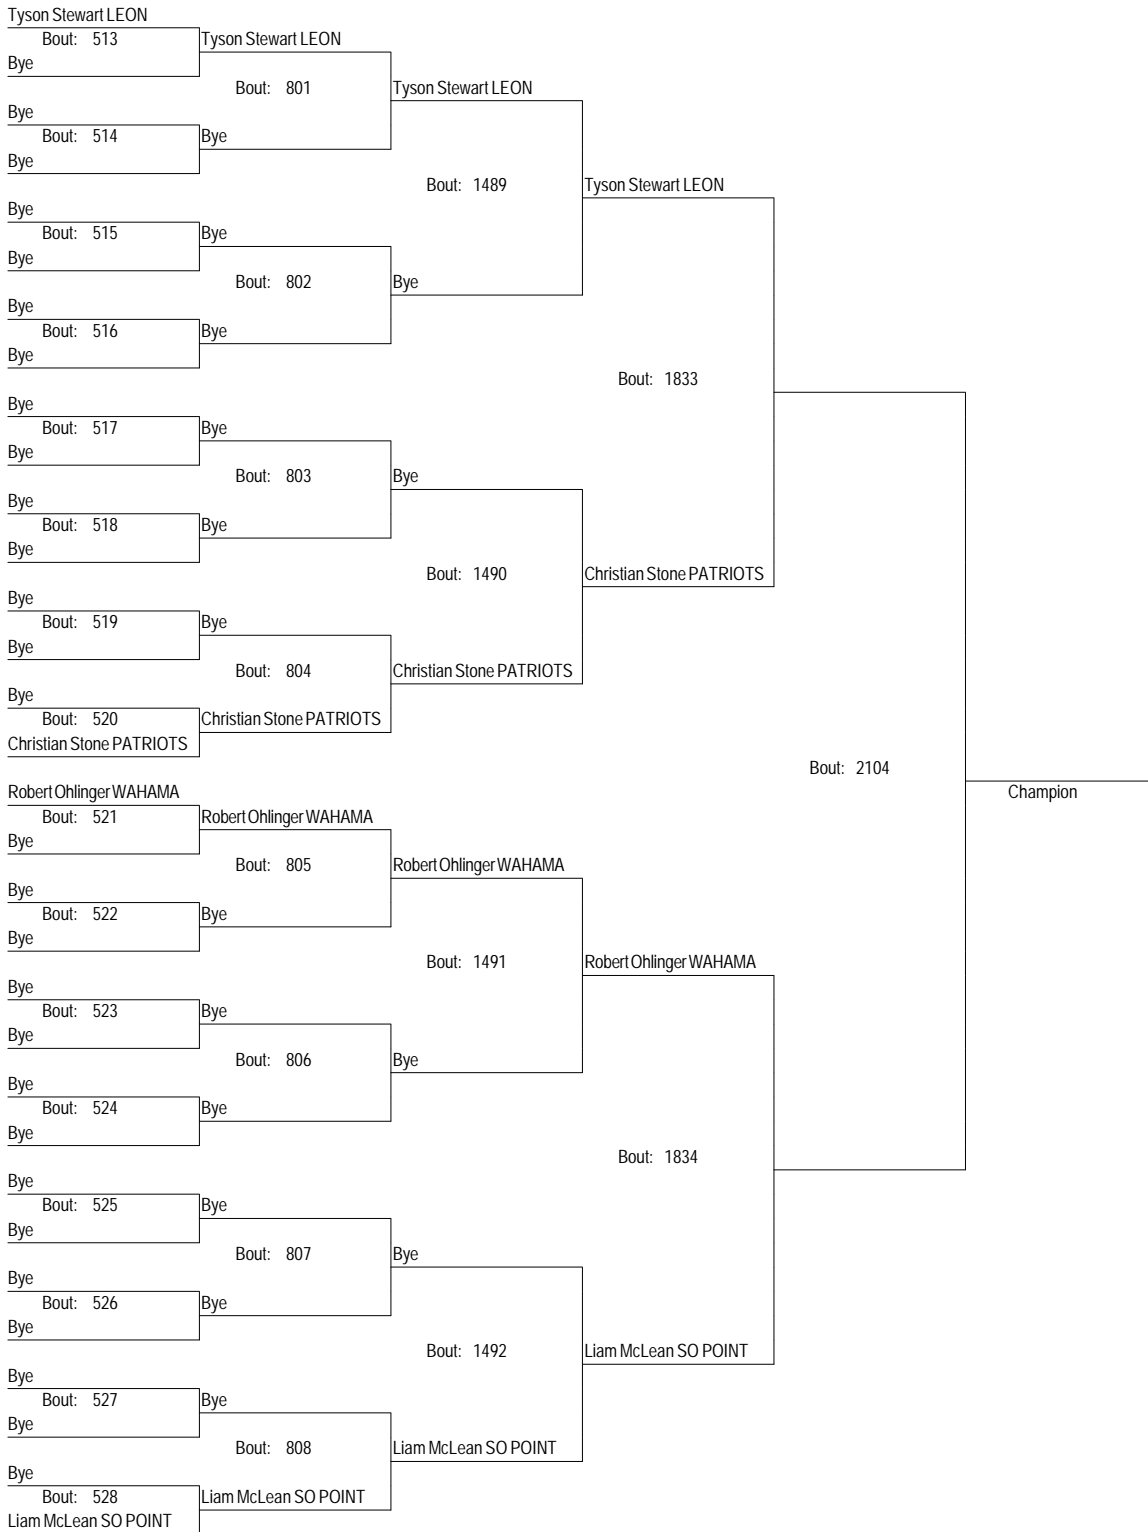 Tyson Stewart LEON
Bout: 513
Tyson Stewart LEON
Bye
Bout: 801
Tyson Stewart LEON
Bye
Bout: 514
Bye
Bye
Bout: 1489
Tyson Stewart LEON
Bye
Bout: 515
Bye
Bye
Bout: 802
Bye
Bye
Bout: 516
Bye
Bye
Bout: 1833
Bye
Bout: 517
Bye
Bye
Bout: 803
Bye
Bye
Bout: 518
Bye
Bye
Bout: 1490
Christian Stone PATRIOTS
Bye
Bout: 519
Bye
Bye
Bout: 804
Christian Stone PATRIOTS
Bye
Bout: 520
Christian Stone PATRIOTS
Christian Stone PATRIOTS
Bout: 2104
Champion
Robert Ohlinger WAHAMA
Bout: 521
Robert Ohlinger WAHAMA
Bye
Bout: 805
Robert Ohlinger WAHAMA
Bye
Bout: 522
Bye
Bye
Bout: 1491
Robert Ohlinger WAHAMA
Bye
Bout: 523
Bye
Bye
Bout: 806
Bye
Bye
Bout: 524
Bye
Bye
Bout: 1834
Bye
Bout: 525
Bye
Bye
Bout: 807
Bye
Bye
Bout: 526
Bye
Bye
Bout: 1492
Liam McLean SO POINT
Bye
Bout: 527
Bye
Bye
Bout: 808
Liam McLean SO POINT
Bye
Bout: 528
Liam McLean SO POINT
Liam McLean SO POINT